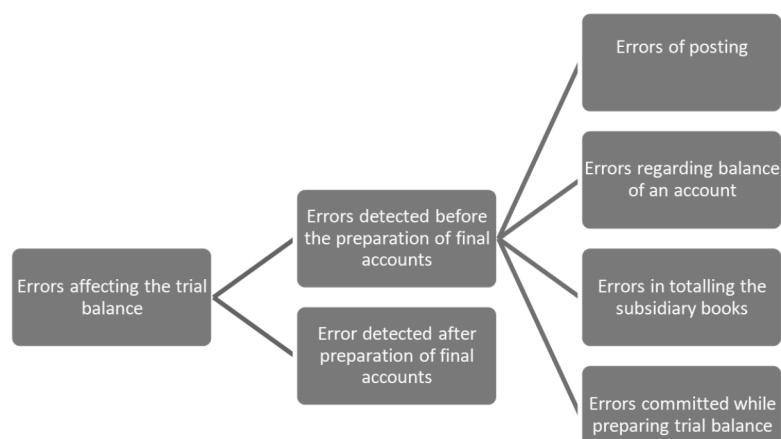 Errors affecting the trial
balance
Errors detected before
the preparation of final
accounts
Error detected after
preparation of final
accounts
Errors of posting
Errors regarding balance
of an account
Errors in totalling the
subsidiary books
Errors committed while
preparing trial balance